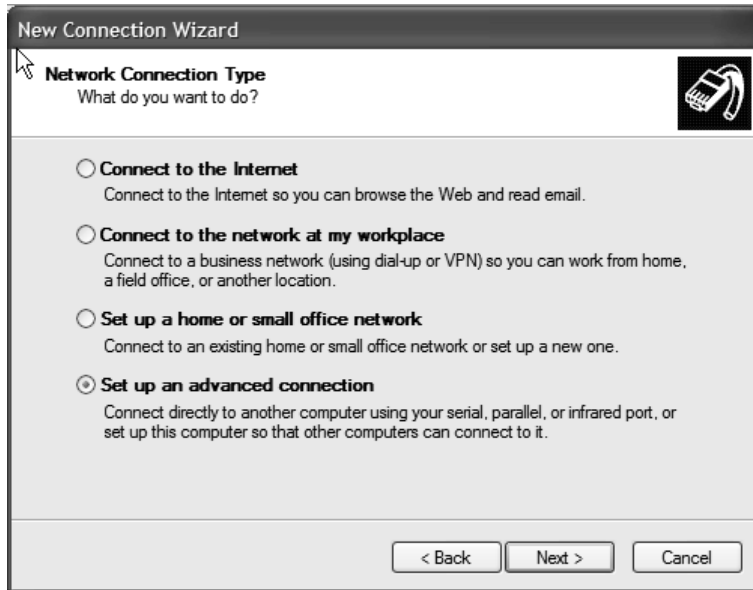 New Connection Wizard
Network Connection Type
What do you want to do?
Connect to the Internet
Connect to the Internet so you can browse the Web and read email.
Connect to the network at my workplace
Connect to a business network (using dial-up or VPN) so you can work from home,
a field office, or another location.
Set up a home or small office network
Connect to an existing home or small office network or set up a new one.
Set up an advanced connection
Connect directly to another computer using your serial, parallel, or infrared port, or
set up this computer so that other computers can connect to it.
< Back Next > Cancel